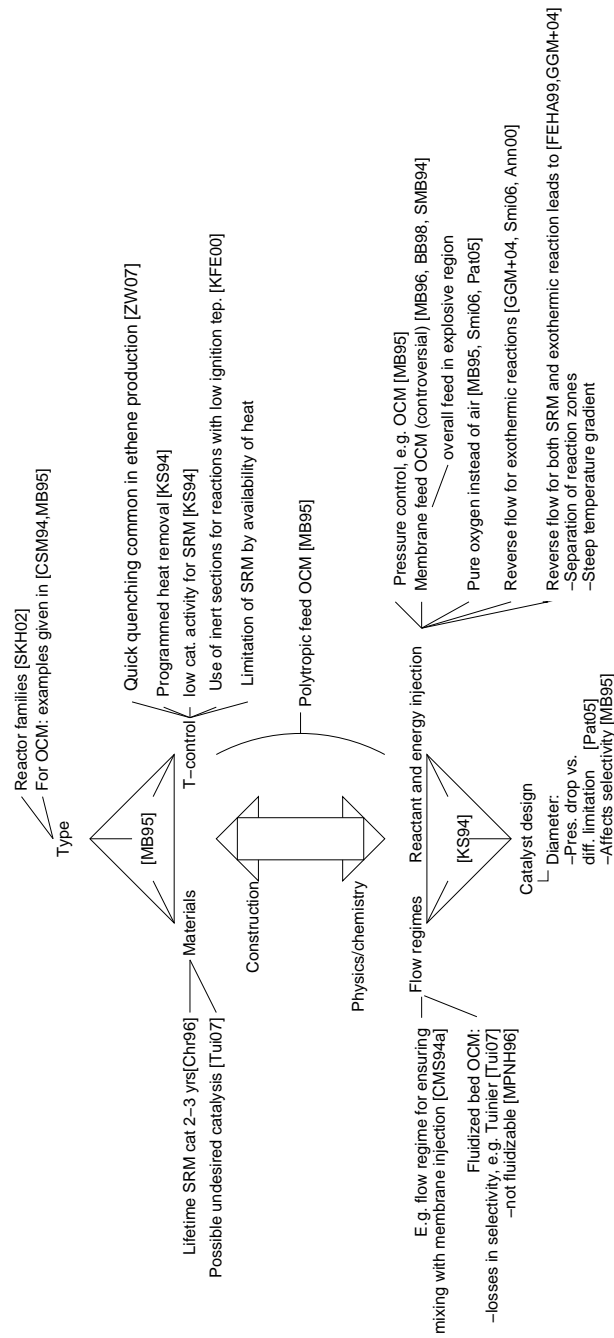 Reactor families [SKH02]
For OCM: examples given in [CSM94,MB95]
Type
[MB95]
Materials
T−control
Lifetime SRM cat 2−3 yrs[Chr96]
Possible undesired catalysis [Tui07]
Quick quenching common in ethene production [ZW07]
Programmed heat removal [KS94]
low cat. activity for SRM [KS94]
Use of inert sections for reactions with low ignition tep. [KFE00]
Limitation of SRM by availability of heat
Construction
Polytropic feed OCM [MB95]
Physics/chemistry
Flow regimes
Reactant and energy injection
E.g. flow regime for ensuring
mixing with membrane injection [CMS94a]
Fluidized bed OCM:
−losses in selectivity, e.g. Tuinier [Tui07]
−not fluidizable [MPNH96]
Pressure control, e.g. OCM [MB95]
Membrane feed OCM (controversial) [MB96, BB98, SMB94]
overall feed in explosive region
Pure oxygen instead of air [MB95, Smi06, Pat05]
Reverse flow for exothermic reactions [GGM+04, Smi06, Ann00]
Reverse flow for both SRM and exothermic reaction leads to [FEHA99,GGM+04]
−Separation of reaction zones
−Steep temperature gradient
[KS94]
Catalyst design
Diameter:
−Pres. drop vs.
diff. limitation [Pat05]
−Affects selectivity [MB95]